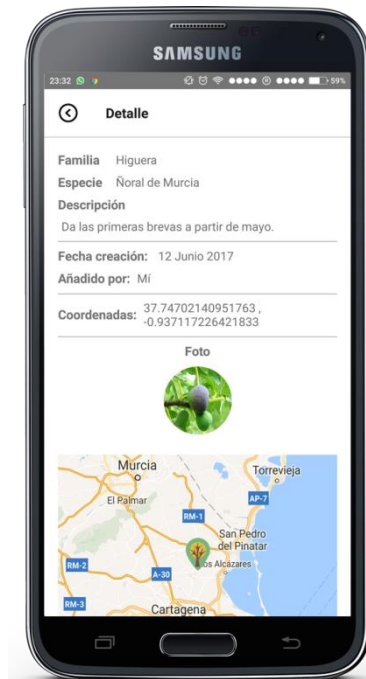 SAMSUNG
23:32 59%
Detalle
Familia Higuera
Especie Ñoral de Murcia
Descripción
Da las primeras brevas a partir de mayo.
Fecha creación: 12 Junio 2017
Añadido por: Mí
Coordenadas: 37.74702140951763 ,
-0.937117226421833
Foto
Murcia
Torrevieja
El Palmar
AP-7
RM-1
San Pedro
del Pinatar
RM-2
os Alcázares
A-30
RM-3
Cartagena